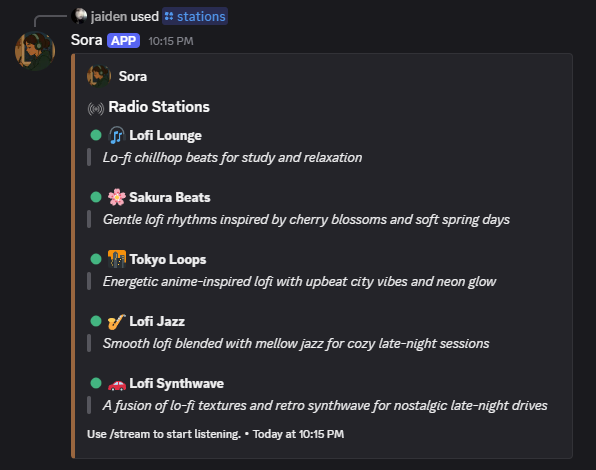 jaiden used stations
Sora APP 10:15 PM
Sora
Radio Stations
Lofi Lounge
Lo-fi chillhop beats for study and relaxation
Sakura Beats
Gentle lofi rhythms inspired by cherry blossoms and soft spring days
Tokyo Loops
Energetic anime-inspired lofi with upbeat city vibes and neon glow
Lofi Jazz
Smooth lofi blended with mellow jazz for cozy late-night sessions
Lofi Synthwave
A fusion of lo-fi textures and retro synthwave for nostalgic late-night drives
Use /stream to start listening. • Today at 10:15 PM